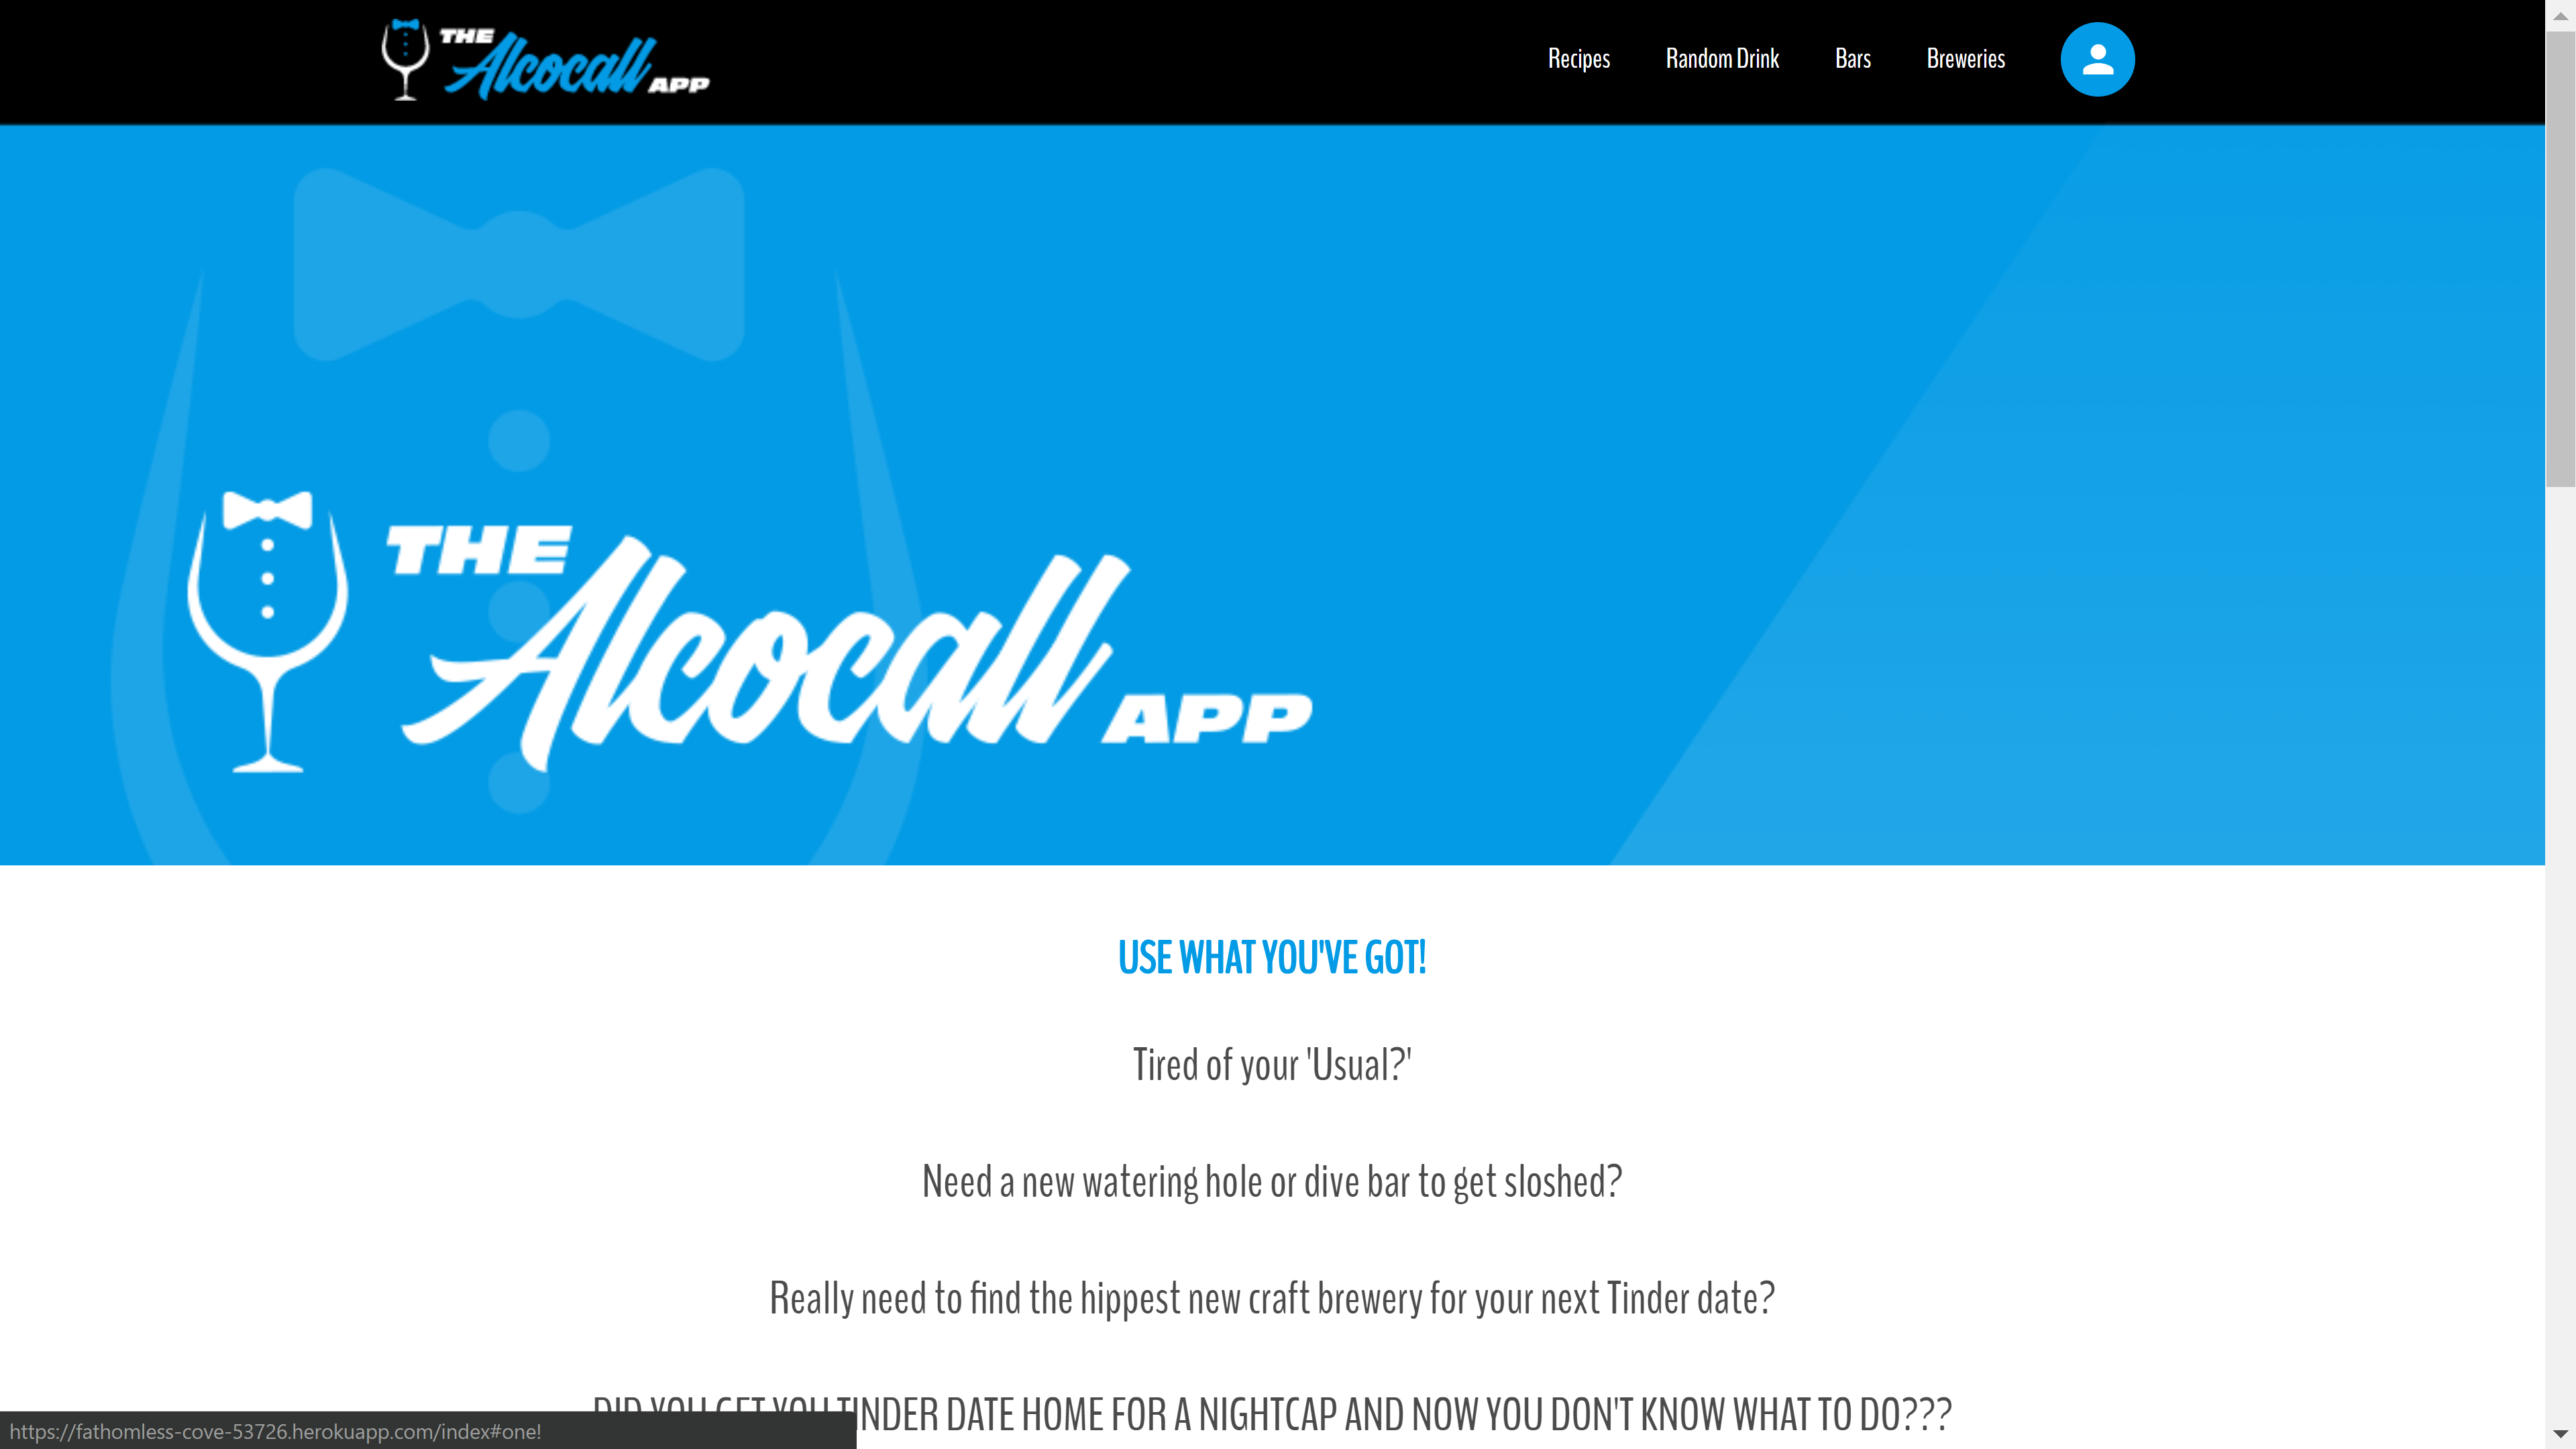 THE Alcocall APP
Recipes Random Drink Bars Breweries
THE Alcocall APP
USE WHAT YOU'VE GOT!
Tired of your 'Usual?'
Need a new watering hole or dive bar to get sloshed?
Really need to find the hippest new craft brewery for your next Tinder date?
DID YOU GET YOU TINDER DATE HOME FOR A NIGHTCAP AND NOW YOU DON'T KNOW WHAT TO DO???
https://fathomless-cove-53726.herokuapp.com/index#one!